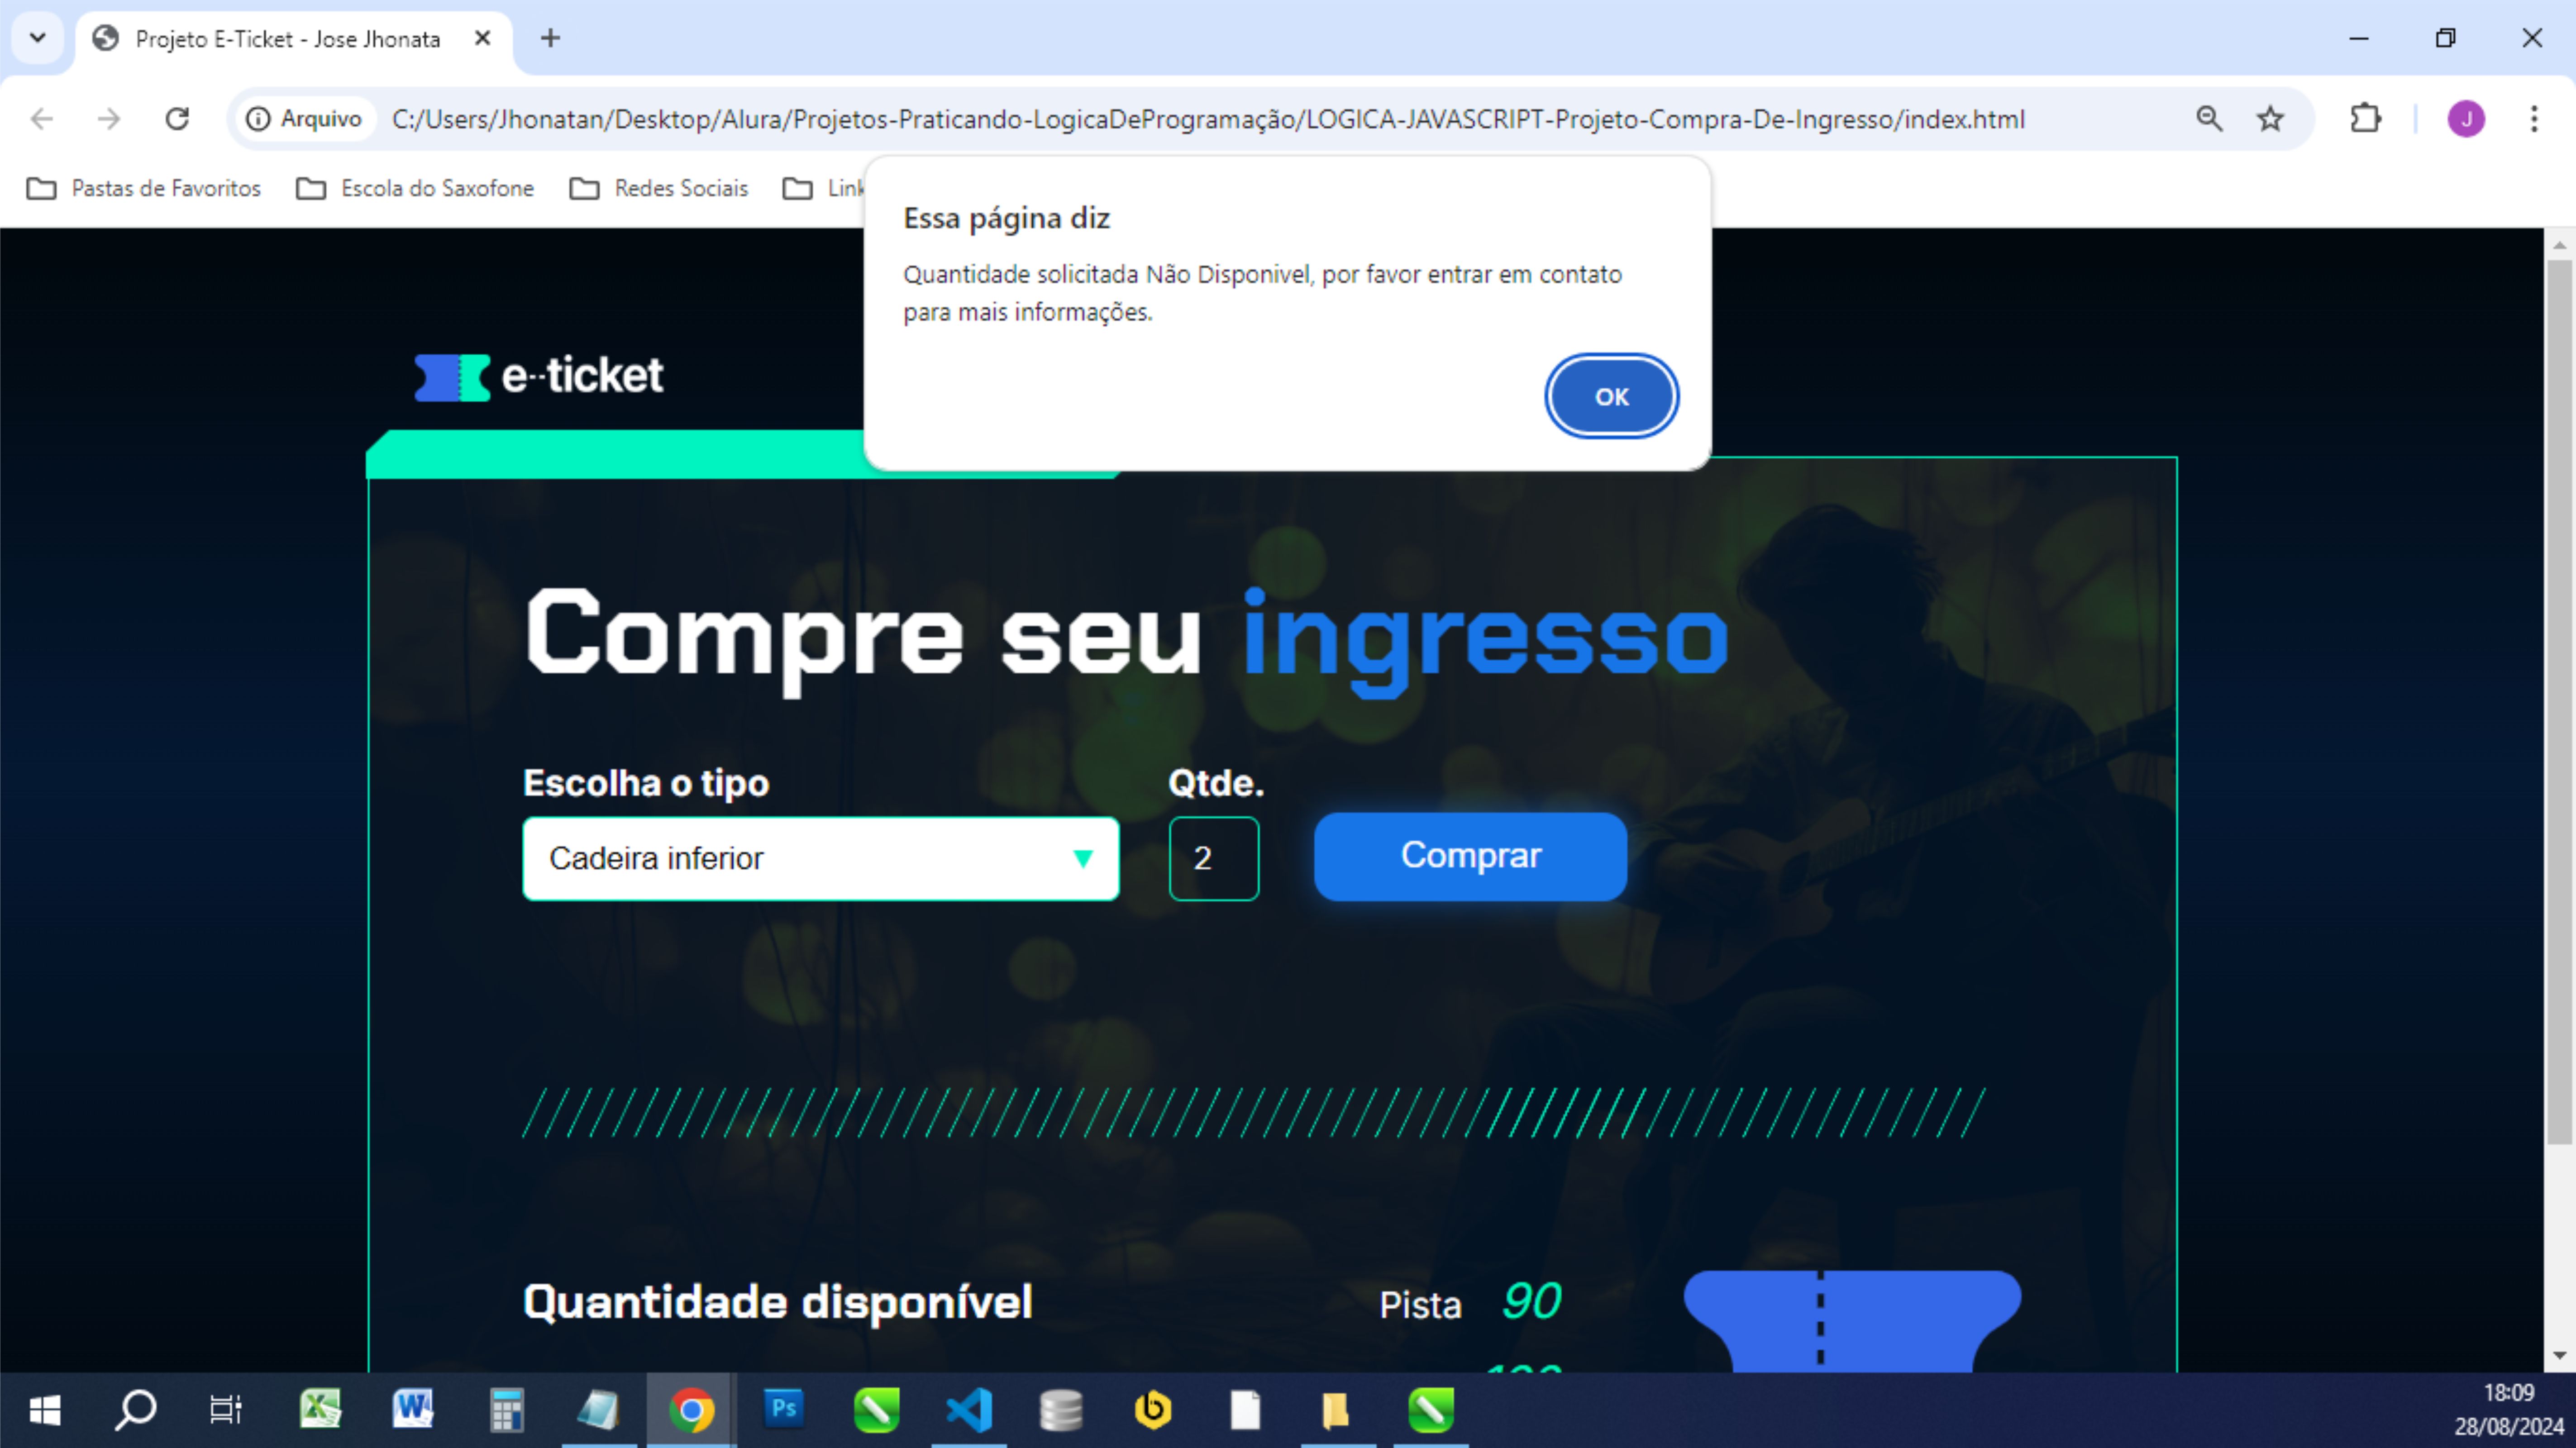 Projeto E-Ticket - Jose Jhonata
Arquivo
C:/Users/Jhonatan/Desktop/Alura/Projetos-Praticando-LogicaDeProgramação/LOGICA-JAVASCRIPT-Projeto-Compra-De-Ingresso/index.html
J
Pastas de Favoritos
Escola do Saxofone
Redes Sociais
Link
Essa página diz
Quantidade solicitada Não Disponivel, por favor entrar em contato
para mais informações.
OK
e--ticket
Compre seu ingresso
Escolha o tipo
Qtde.
Cadeira inferior
2
Comprar
Quantidade disponível
Pista 90
Ps
18:09
28/08/2024